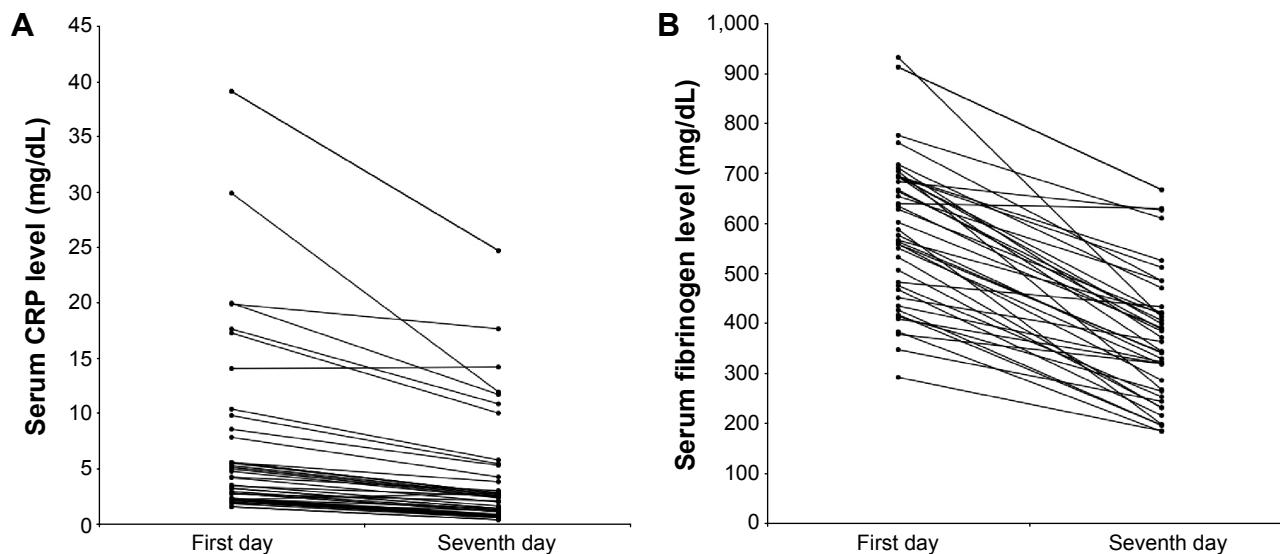 A
Serum CRP level (mg/dL)
45
40
35
30
25
20
15
10
5
0
First day
Seventh day
B
Serum fibrinogen level (mg/dL)
1,000
900
800
700
600
500
400
300
200
100
0
First day
Seventh day